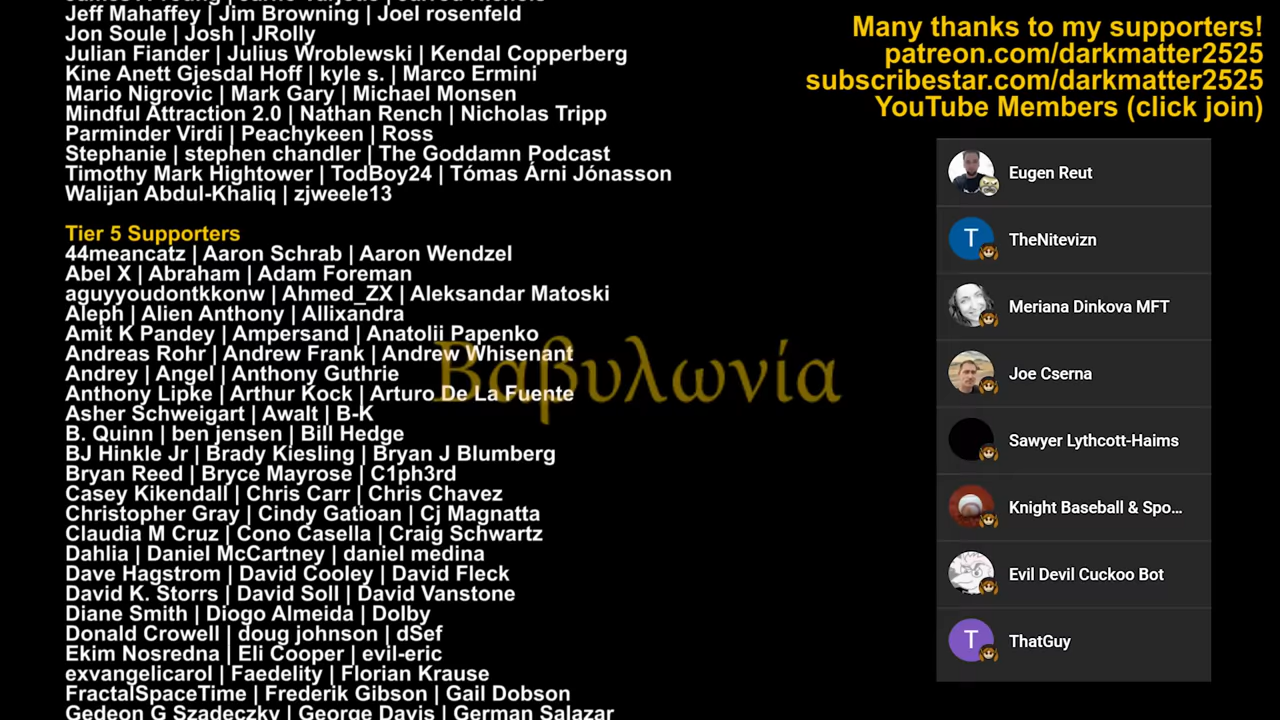 Jeff Mahaffey | Jim Browning | Joel rosenfeld
Jon Soule | Josh | JRolly
Julian Fiander | Julius Wroblewski | Kendal Copperberg
Kine Anett Gjesdal Hoff | kyle s. | Marco Ermini
Mario Nigrovic | Mark Gary | Michael Monsen
Mindful Attraction 2.0 | Nathan Rench | Nicholas Tripp
Parminder Virdi | Peachykeen | Ross
Stephanie | stephen chandler | The Goddamn Podcast
Timothy Mark Hightower | TodBoy24 | Tómas Árni Jónasson
Walijan Abdul-Khaliq | zjweele13
Tier 5 Supporters
44meancatz | Aaron Schrab | Aaron Wendzel
Abel X | Abraham | Adam Foreman
aguyyoudontkkonw | Ahmed_ZX | Aleksandar Matoski
Aleph | Alien Anthony | Allixandra
Amit K Pandey | Ampersand | Anatolii Papenko
Andreas Rohr | Andrew Frank | Andrew Whisenant
Andrey | Angel | Anthony Guthrie
Anthony Lipke | Arthur Kock | Arturo De La Fuente
Asher Schweigart | Awalt | B-K
B. Quinn | ben jensen | Bill Hedge
BJ Hinkle Jr | Brady Kiesling | Bryan J Blumberg
Bryan Reed | Bryce Mayrose | C1ph3rd
Casey Kikendall | Chris Carr | Chris Chavez
Christopher Gray | Cindy Gatioan | Cj Magnatta
Claudia M Cruz | Cono Casella | Craig Schwartz
Dahlia | Daniel McCartney | daniel medina
Dave Hagstrom | David Cooley | David Fleck
David K. Storrs | David Soll | David Vanstone
Diane Smith | Diogo Almeida | Dolby
Donald Crowell | doug johnson | dSef
Ekim Nosredna | Eli Cooper | evil-eric
exvangelicarol | Faedelity | Florian Krause
FractalSpaceTime | Frederik Gibson | Gail Dobson
Gedeon G Szadeczky | George Davis | German Salazar
Βαβυλωνία
Many thanks to my supporters!
patreon.com/darkmatter2525
subscribestar.com/darkmatter2525
YouTube Members (click join)
Eugen Reut
T TheNitevizn
Meriana Dinkova MFT
Joe Cserna
Sawyer Lythcott-Haims
Knight Baseball & Spo...
Evil Devil Cuckoo Bot
T ThatGuy